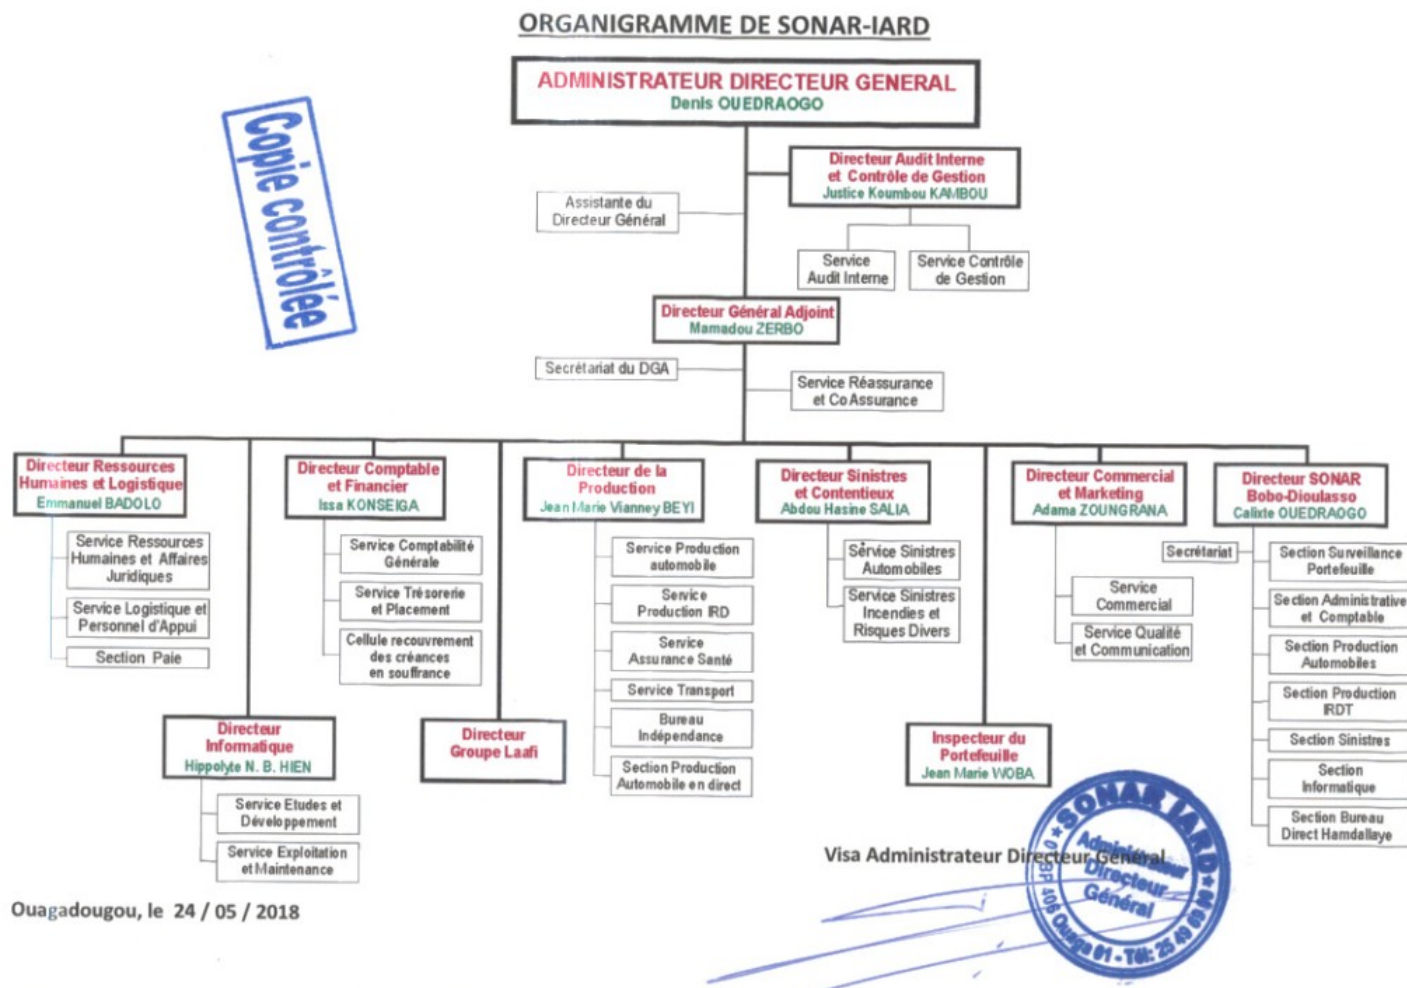 ORGANIGRAMME DE SONAR-IARD
ADMINISTRATEUR DIRECTEUR GENERAL
Denis OUEDRAOGO
Copie contrôlée
Directeur Audit Interne
et Contrôle de Gestion
Justice Koumbou KAMBOU
Assistante du
Directeur Général
Service
Audit Interne
Service Contrôle
de Gestion
Directeur Général Adjoint
Mamadou ZERBO
Secrétariat du DGA
Service Réassurance
et CoAssurance
Directeur Ressources
Humaines et Logistique
Emmanuel BADOLO
Service Ressources
Humaines et Affaires
Juridiques
Service Logistique et
Personnel d'Appui
Section Paie
Directeur
Informatique
Hippolyte N. B. HIEN
Service Etudes et
Développement
Service Exploitation
et Maintenance
Directeur Comptable
et Financier
Issa KONSEIGA
Service Comptabilité
Générale
Service Trésorerie
et Placement
Cellule recouvrement
des créances
en souffrance
Directeur
Groupe Laafi
Directeur de la
Production
Jean Marie Vianney BEYI
Service Production
automobile
Service
Production IRD
Service
Assurance Santé
Service Transport
Bureau
Indépendance
Section Production
Automobile en direct
Directeur Sinistres
et Contentieux
Abdou Hasine SALIA
Service Sinistres
Automobiles
Service Sinistres
Incendies et
Risques Divers
Inspecteur du
Portefeuille
Jean Marie WOBA
Directeur Commercial
et Marketing
Adama ZOUNGRANA
Service
Commercial
Service Qualité
et Communication
Directeur SONAR
Bobo-Dioulasso
Calixte OUEDRAOGO
Secrétariat
Section Surveillance
Portefeuille
Section Administrative
et Comptable
Section Production
Automobiles
Section Production
IRDT
Section Sinistres
Section
Informatique
Section Bureau
Direct Hamdallaye
Visa Administrateur Directeur Général
SONAR IARD
Administrateur
Directeur
Général
01 BP 406 Ouaga 01 - Tél: 25 49 69
Ouagadougou, le 24 / 05 / 2018